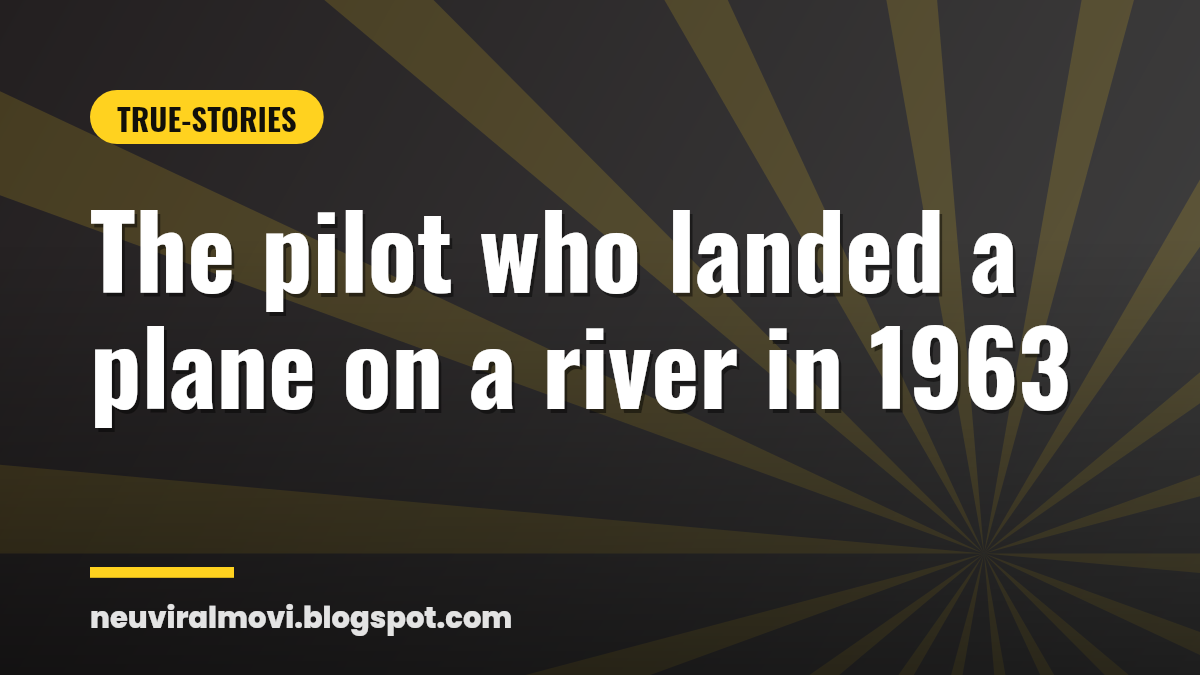 TRUE-STORIES
The pilot who landed a
plane on a river in 1963
neuviralmovi.blogspot.com